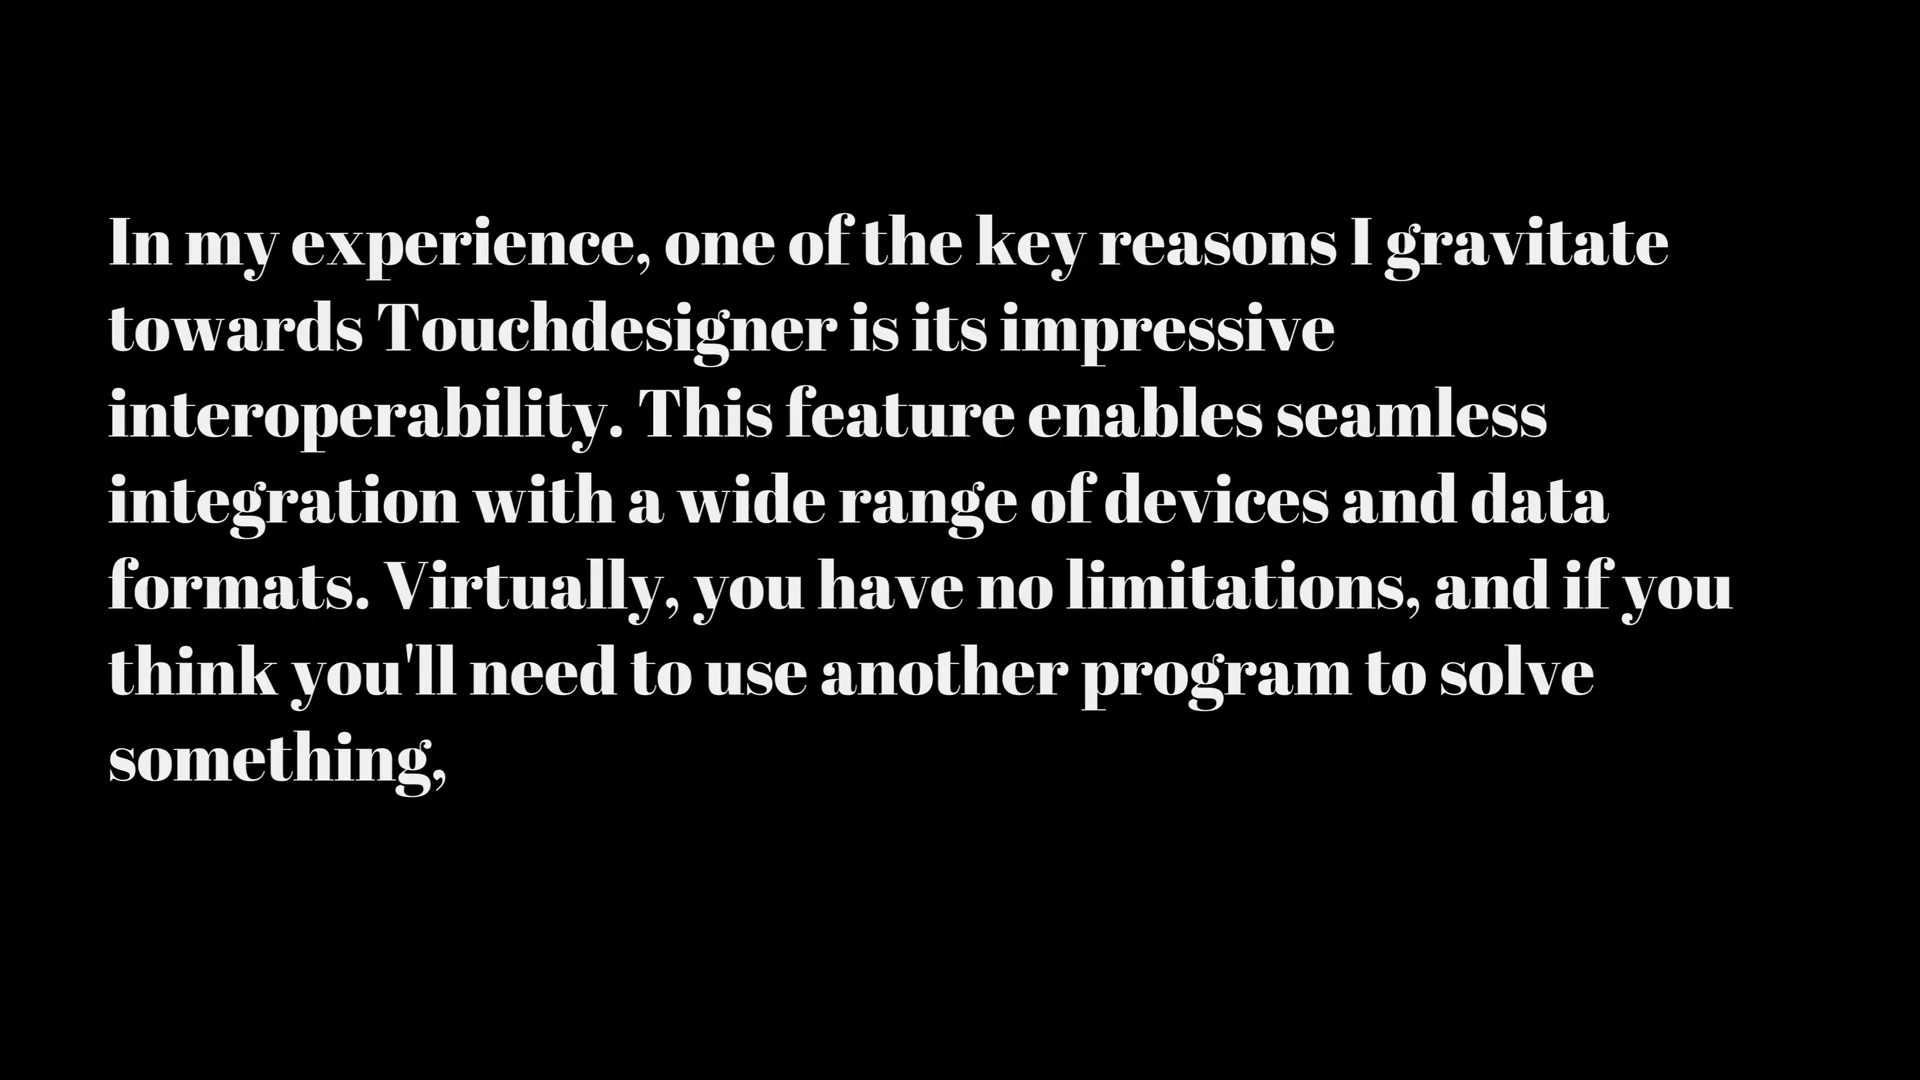 In my experience, one of the key reasons I gravitate
towards Touchdesigner is its impressive
interoperability. This feature enables seamless
integration with a wide range of devices and data
formats. Virtually, you have no limitations, and if you
think you'll need to use another program to solve
something,